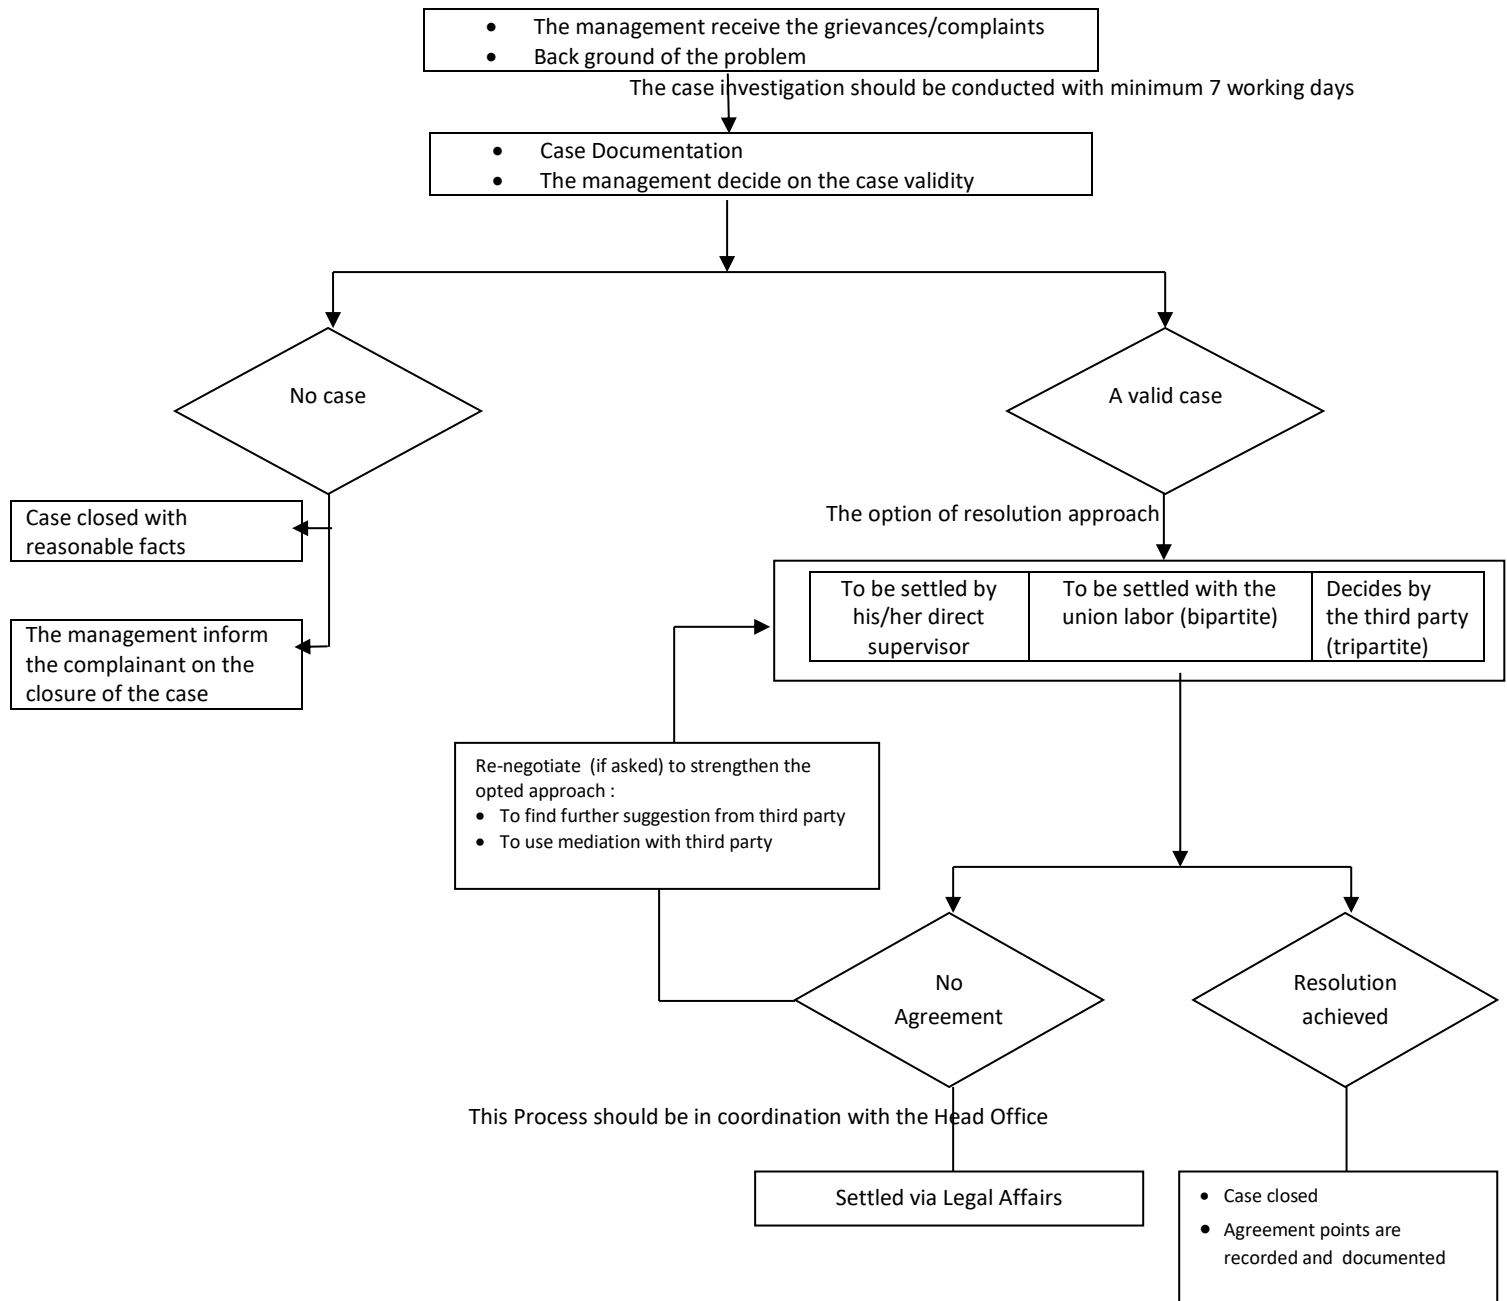 • The management receive the grievances/complaints
• Back ground of the problem
The case investigation should be conducted with minimum 7 working days
• Case Documentation
• The management decide on the case validity
No case
A valid case
Case closed with
reasonable facts
The management inform
the complainant on the
closure of the case
The option of resolution approach
To be settled by
his/her direct
supervisor
To be settled with the
union labor (bipartite)
Decides by
the third party
(tripartite)
Re-negotiate (if asked) to strengthen the
opted approach :
• To find further suggestion from third party
• To use mediation with third party
No
Agreement
Resolution
achieved
This Process should be in coordination with the Head Office
Settled via Legal Affairs
• Case closed
• Agreement points are
recorded and documented